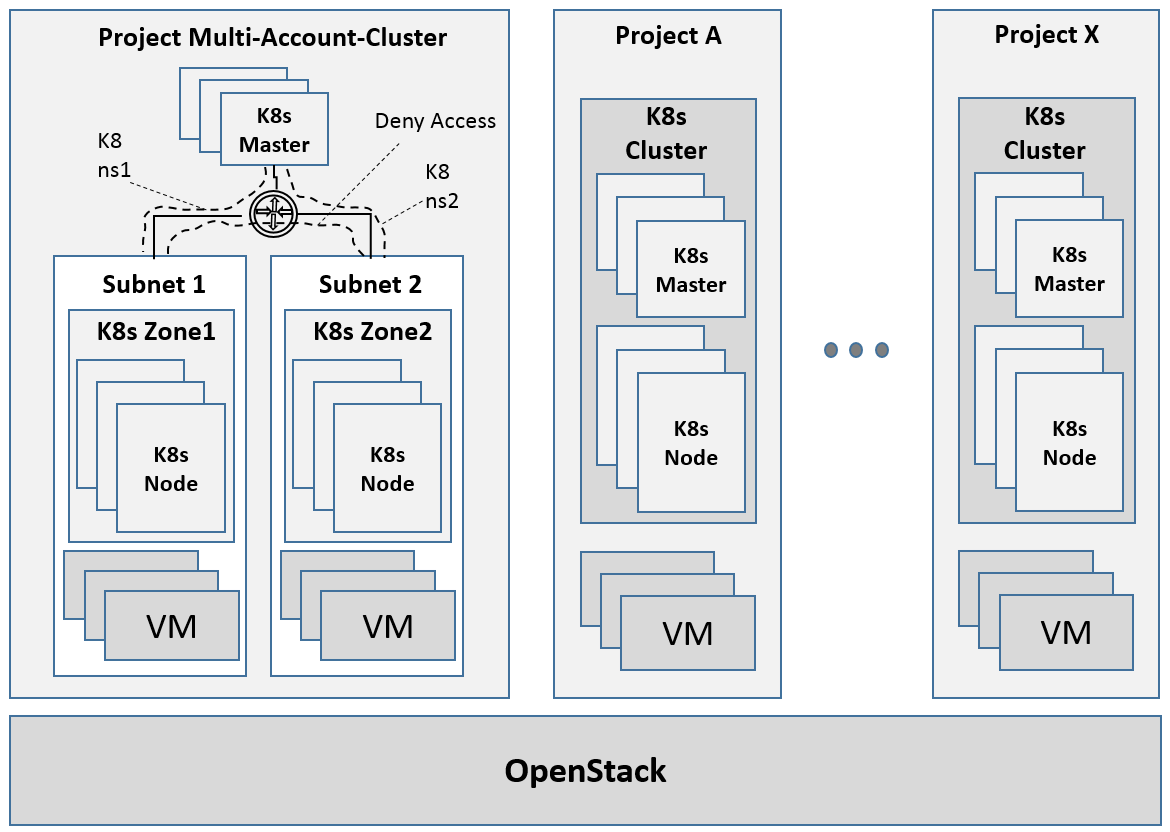 Project Multi-Account-Cluster
K8s
Master
Deny Access
K8
ns1
K8
ns2
Subnet 1
K8s Zone1
K8s
Node
VM
Subnet 2
K8s Zone2
K8s
Node
VM
Project A
K8s
Cluster
K8s
Master
K8s
Node
VM
Project X
K8s
Cluster
K8s
Master
K8s
Node
VM
OpenStack